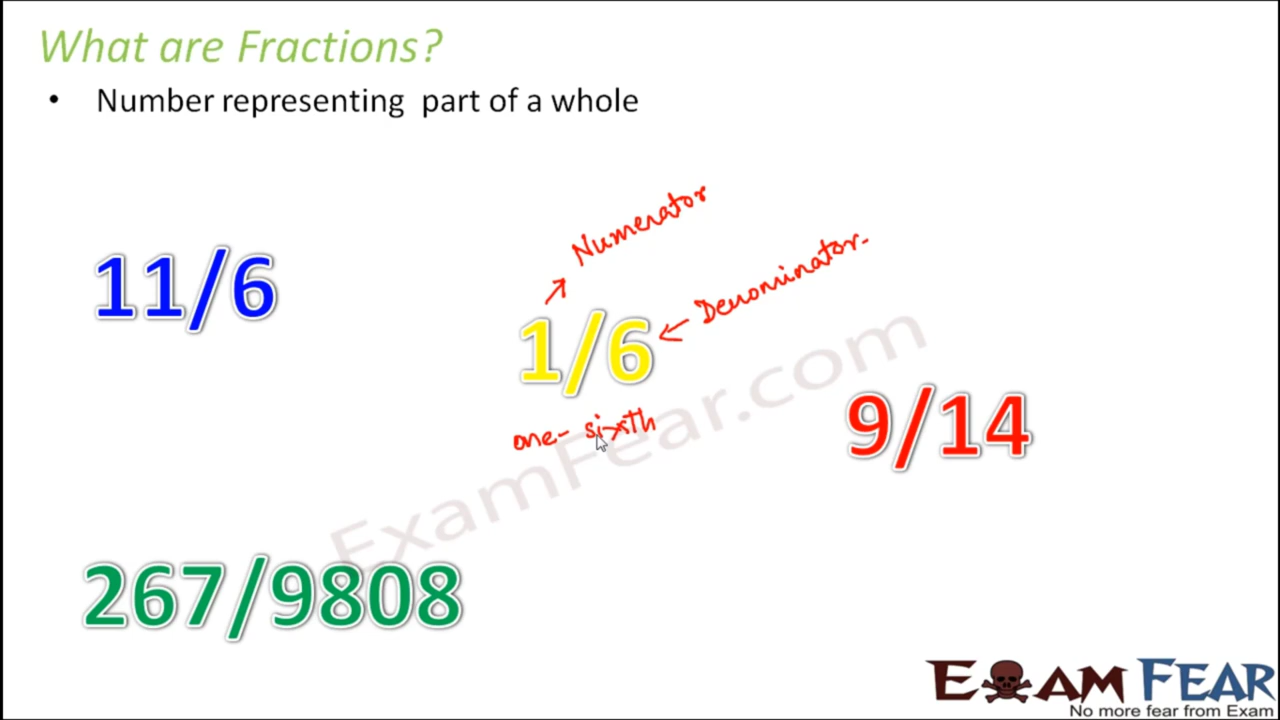 What are Fractions?
• Number representing part of a whole
Numerator
Denominator
11/6
1/6
one-sixth
9/14
ExamFear.com
267/9808
EXAMFEAR
No more fear from Exam